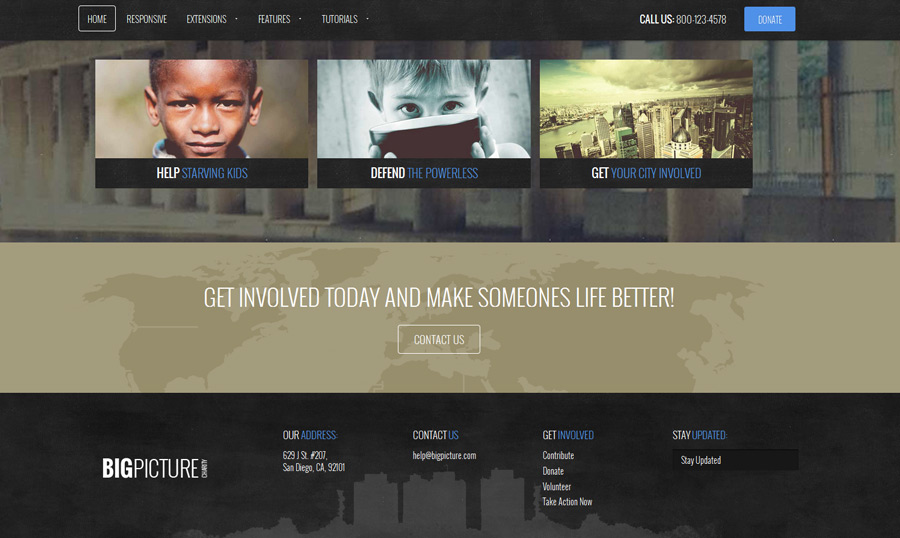 HOME RESPONSIVE EXTENSIONS FEATURES TUTORIALS CALL US: 800-123-4578 DONATE
HELP STARVING KIDS DEFEND THE POWERLESS GET YOUR CITY INVOLVED
GET INVOLVED TODAY AND MAKE SOMEONES LIFE BETTER!
CONTACT US
OUR ADDRESS:
629 J St. #207,
San Diego, CA, 92101
CONTACT US
help@bigpicture.com
GET INVOLVED
Contribute
Donate
Volunteer
Take Action Now
STAY UPDATED:
Stay Updated
BIGPICTURE CHARITY